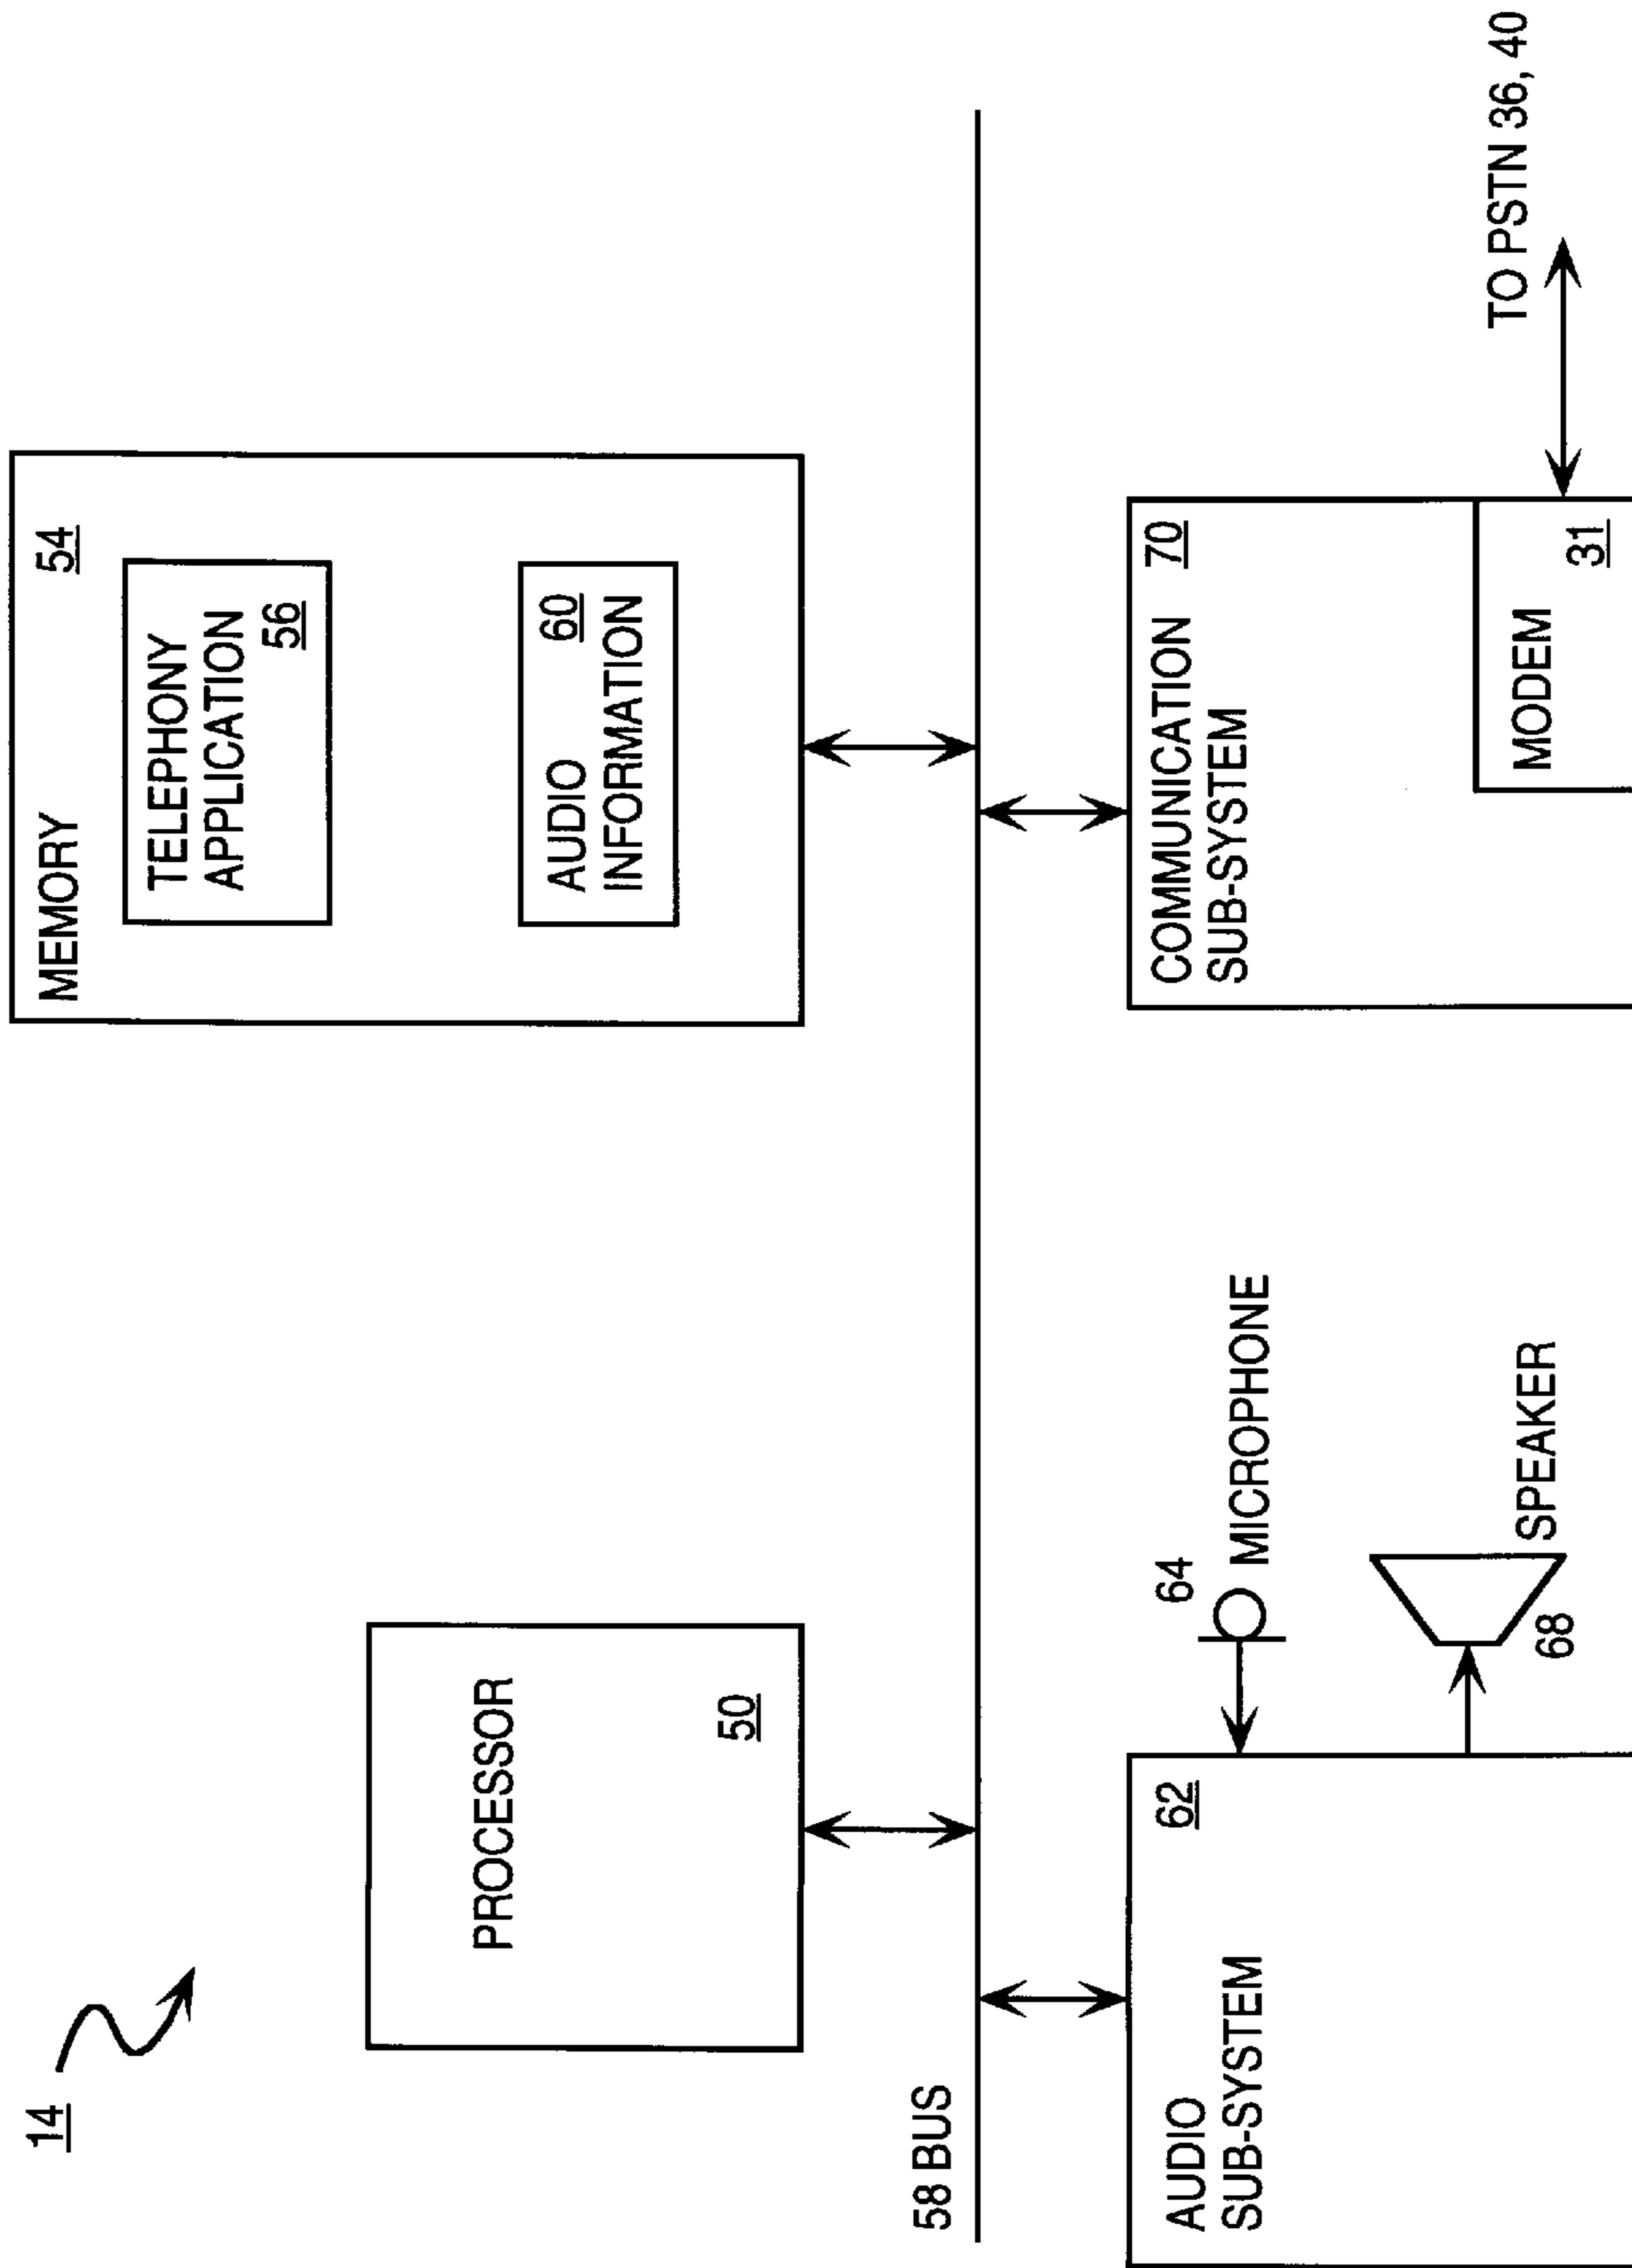 14
PROCESSOR
50
MEMORY
54
TELEPHONY
APPLICATION
56
AUDIO
60
INFORMATION
58 BUS
AUDIO
62
SUB-SYSTEM
64
MICROPHONE
SPEAKER
68
COMMUNICATION
70
SUB-SYSTEM
MODEM
31
TO PSTN 36, 40